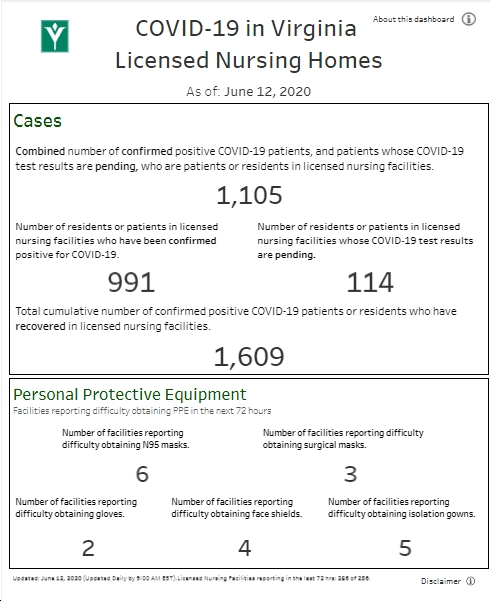 About this dashboard
COVID-19 in Virginia
Licensed Nursing Homes
As of: June 12, 2020
Cases
Combined number of confirmed positive COVID-19 patients, and patients whose COVID-19
test results are pending, who are patients or residents in licensed nursing facilities.
1,105
Number of residents or patients in licensed
nursing facilities who have been confirmed
positive for COVID-19.
991
Number of residents or patients in licensed
nursing facilities whose COVID-19 test results
are pending.
114
Total cumulative number of confirmed positive COVID-19 patients or residents who have
recovered in licensed nursing facilities.
1,609
Personal Protective Equipment
Facilities reporting difficulty obtaining PPE in the next 72 hours
Number of facilities reporting
difficulty obtaining N95 masks.
6
Number of facilities reporting difficulty
obtaining surgical masks.
3
Number of facilities reporting
difficulty obtaining gloves.
2
Number of facilities reporting
difficulty obtaining face shields.
4
Number of facilities reporting
difficulty obtaining isolation gowns.
5
Updated: June 12, 2020 (Updated Daily by 9:00 AM EST). Licensed Nursing Facilities reporting in the last 72 hrs: of
Disclaimer